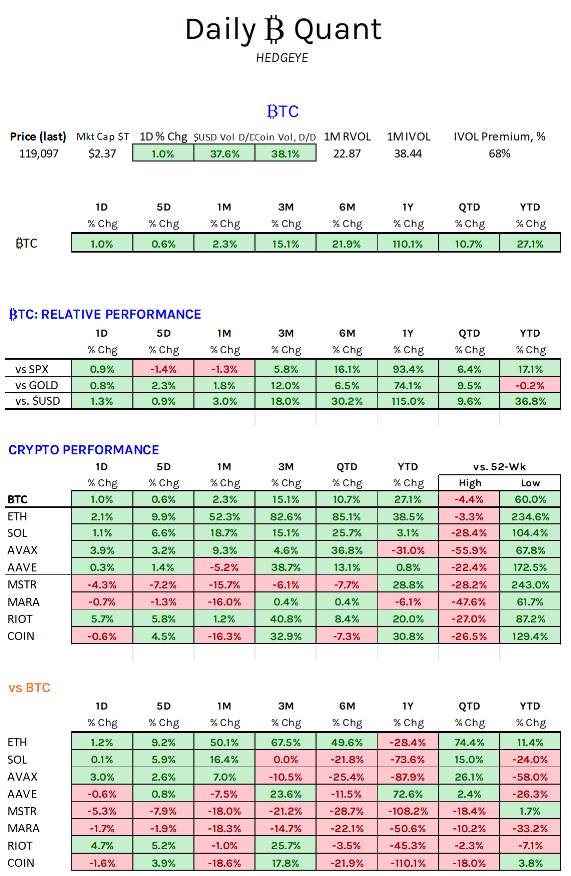 Daily ₿ Quant
HEDGEYE
₿TC
Price (last) Mkt Cap $T 1D % Chg $USD Vol D/D Coin Vol, D/D 1M RVOL 1M IVOL IVOL Premium, %
119,097 $2.37 1.0% 37.6% 38.1% 22.87 38.44 68%
1D 5D 1M 3M 6M 1Y QTD YTD
% Chg % Chg % Chg % Chg % Chg % Chg % Chg % Chg
₿TC 1.0% 0.6% 2.3% 15.1% 21.9% 110.1% 10.7% 27.1%
₿TC: RELATIVE PERFORMANCE
1D 5D 1M 3M 6M 1Y QTD YTD
% Chg % Chg % Chg % Chg % Chg % Chg % Chg % Chg
vs SPX 0.9% -1.4% -1.3% 5.8% 16.1% 93.4% 6.4% 17.1%
vs GOLD 0.8% 2.3% 1.8% 12.0% 6.5% 74.1% 9.5% -0.2%
vs. $USD 1.3% 0.9% 3.0% 18.0% 30.2% 115.0% 9.6% 36.8%
CRYPTO PERFORMANCE
1D 5D 1M 3M QTD YTD vs. 52-Wk
% Chg % Chg % Chg % Chg % Chg % Chg High Low
BTC 1.0% 0.6% 2.3% 15.1% 10.7% 27.1% -4.4% 60.0%
ETH 2.1% 9.9% 52.3% 82.6% 85.1% 38.5% -3.3% 234.6%
SOL 1.1% 6.6% 18.7% 15.1% 25.7% 3.1% -28.4% 104.4%
AVAX 3.9% 3.2% 9.3% 4.6% 36.8% -31.0% -55.9% 67.8%
AAVE 0.3% 1.4% -5.2% 38.7% 13.1% 0.8% -22.4% 172.5%
MSTR -4.3% -7.2% -15.7% -6.1% -7.7% 28.8% -28.2% 243.0%
MARA -0.7% -1.3% -16.0% 0.4% 0.4% -6.1% -47.6% 61.7%
RIOT 5.7% 5.8% 1.2% 40.8% 8.4% 20.0% -27.0% 87.2%
COIN -0.6% 4.5% -16.3% 32.9% -7.3% 30.8% -26.5% 129.4%
vs BTC
1D 5D 1M 3M 6M 1Y QTD YTD
% Chg % Chg % Chg % Chg % Chg % Chg % Chg % Chg
ETH 1.2% 9.2% 50.1% 67.5% 49.6% -28.4% 74.4% 11.4%
SOL 0.1% 5.9% 16.4% 0.0% -21.8% -73.6% 15.0% -24.0%
AVAX 3.0% 2.6% 7.0% -10.5% -25.4% -87.9% 26.1% -58.0%
AAVE -0.6% 0.8% -7.5% 23.6% -11.5% 72.6% 2.4% -26.3%
MSTR -5.3% -7.9% -18.0% -21.2% -28.7% -108.2% -18.4% 1.7%
MARA -1.7% -1.9% -18.3% -14.7% -22.1% -50.6% -10.2% -33.2%
RIOT 4.7% 5.2% -1.0% 25.7% -3.5% -45.3% -2.3% -7.1%
COIN -1.6% 3.9% -18.6% 17.8% -21.9% -110.1% -18.0% 3.8%